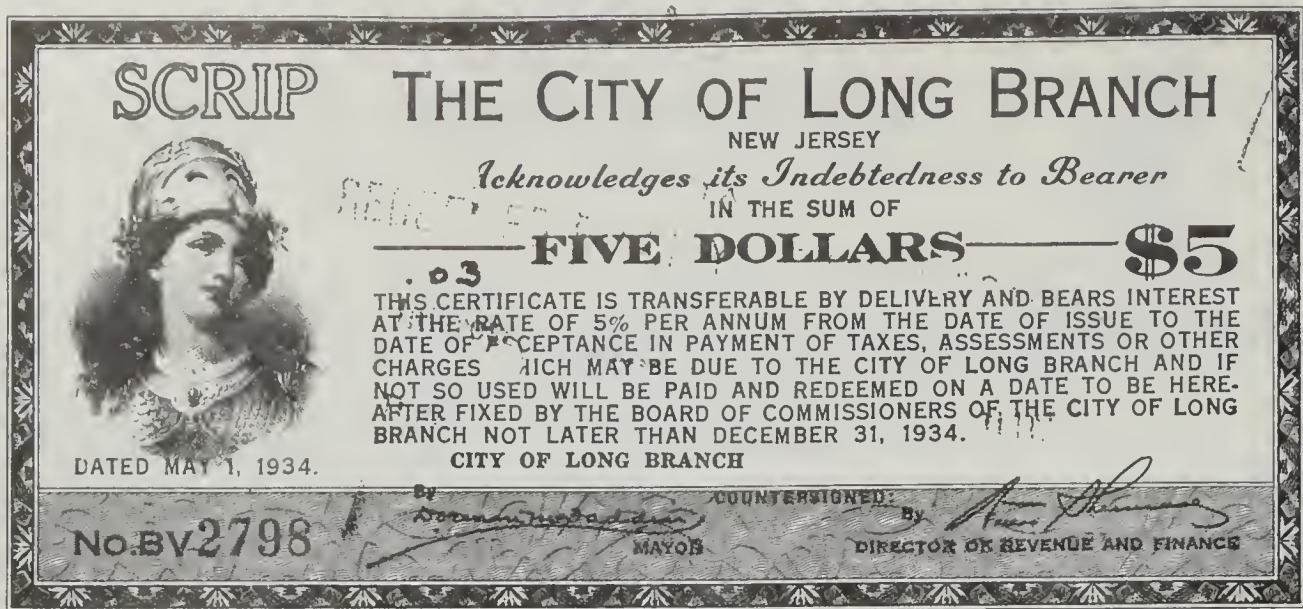 SCRIP
THE CITY OF LONG BRANCH
NEW JERSEY
Acknowledges its Indebtedness to Bearer
IN THE SUM OF
FIVE DOLLARS $5
.03
THIS CERTIFICATE IS TRANSFERABLE BY DELIVERY AND BEARS INTEREST
AT THE RATE OF 5% PER ANNUM FROM THE DATE OF ISSUE TO THE
DATE OF ACCEPTANCE IN PAYMENT OF TAXES, ASSESSMENTS OR OTHER
CHARGES WHICH MAY BE DUE TO THE CITY OF LONG BRANCH AND IF
NOT SO USED WILL BE PAID AND REDEEMED ON A DATE TO BE HERE-
AFTER FIXED BY THE BOARD OF COMMISSIONERS OF THE CITY OF LONG
BRANCH NOT LATER THAN DECEMBER 31, 1934.
DATED MAY 1, 1934.
CITY OF LONG BRANCH
No. BV2798
By
MAYOR
COUNTERSIGNED:
By
DIRECTOR OF REVENUE AND FINANCE